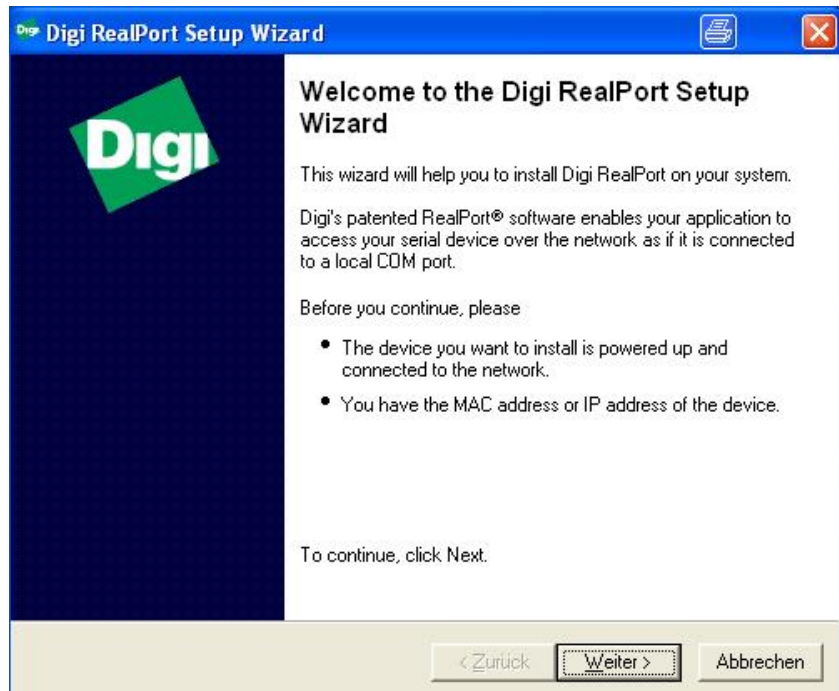 Digi Digi RealPort Setup Wizard
Digi
Welcome to the Digi RealPort Setup
Wizard
This wizard will help you to install Digi RealPort on your system.
Digi's patented RealPort® software enables your application to
access your serial device over the network as if it is connected
to a local COM port.
Before you continue, please
• The device you want to install is powered up and
connected to the network.
• You have the MAC address or IP address of the device.
To continue, click Next.
< Zurück
Weiter >
Abbrechen